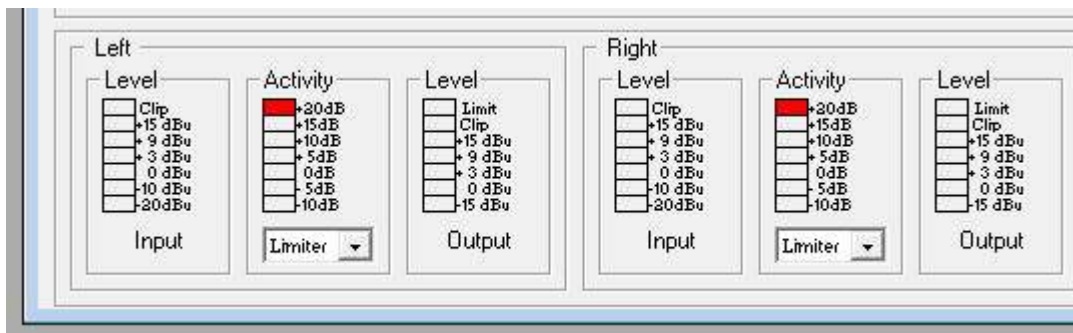 Left
Level
Clip
+15 dBu
+ 9 dBu
+ 3 dBu
0 dBu
-10 dBu
-20dBu
Input
Activity
+20dB
+15dB
+10dB
+ 5dB
0dB
- 5dB
-10dB
Limiter
Level
Limit
Clip
+15 dBu
+ 9 dBu
+ 3 dBu
0 dBu
-15 dBu
Output
Right
Level
Clip
+15 dBu
+ 9 dBu
+ 3 dBu
0 dBu
-10 dBu
-20dBu
Input
Activity
+20dB
+15dB
+10dB
+ 5dB
0dB
- 5dB
-10dB
Limiter
Level
Limit
Clip
+15 dBu
+ 9 dBu
+ 3 dBu
0 dBu
-15 dBu
Output